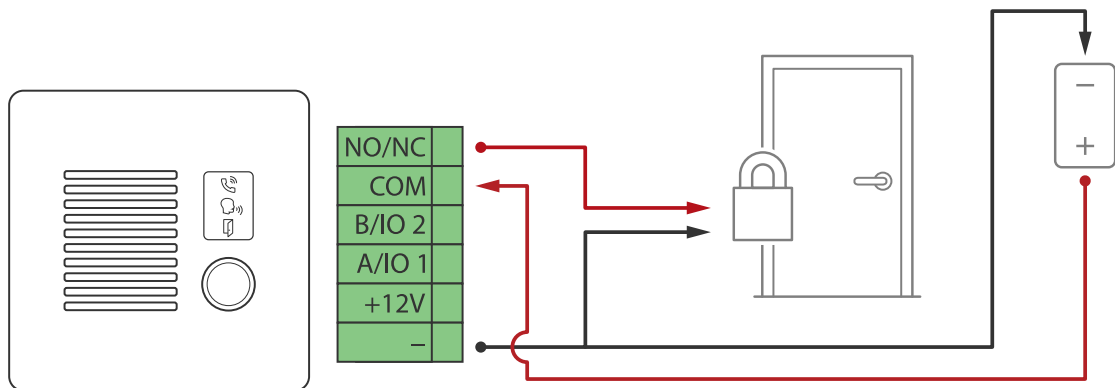 NO/NC
COM
B/IO 2
A/IO 1
+12V
–
–
+